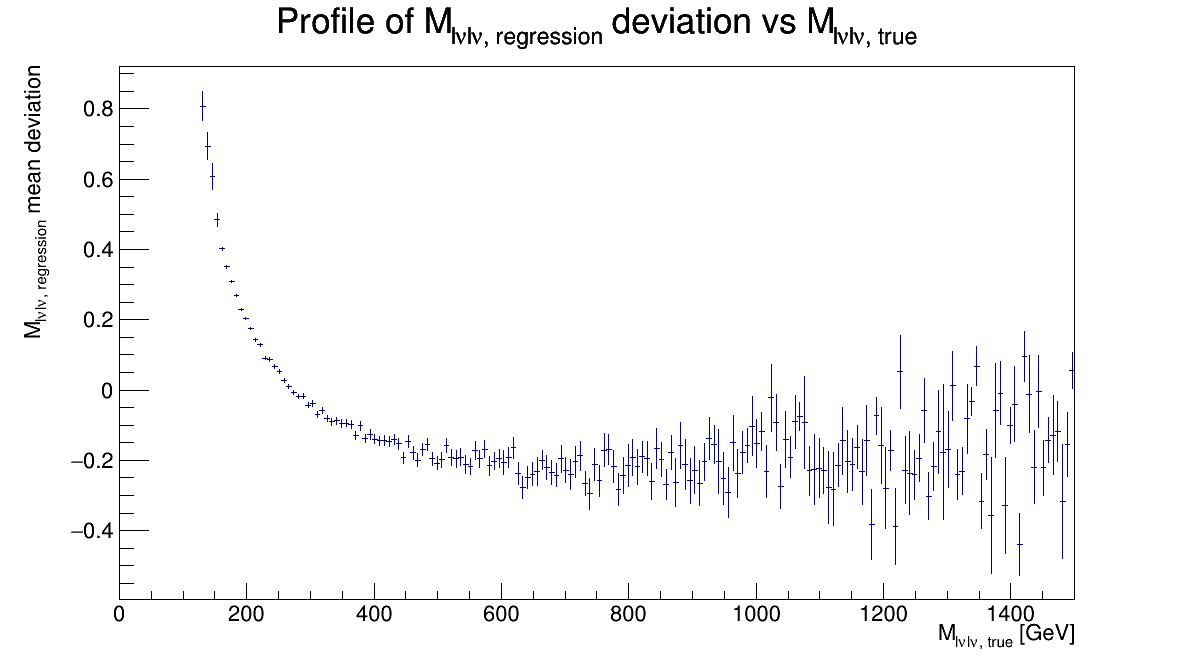 Profile of M_lνlν, regression deviation vs M_lνlν, true
M_lνlν, regression mean deviation
0.8
0.6
0.4
0.2
0
−0.2
−0.4
0 200 400 600 800 1000 1200 1400
M_lνlν, true [GeV]